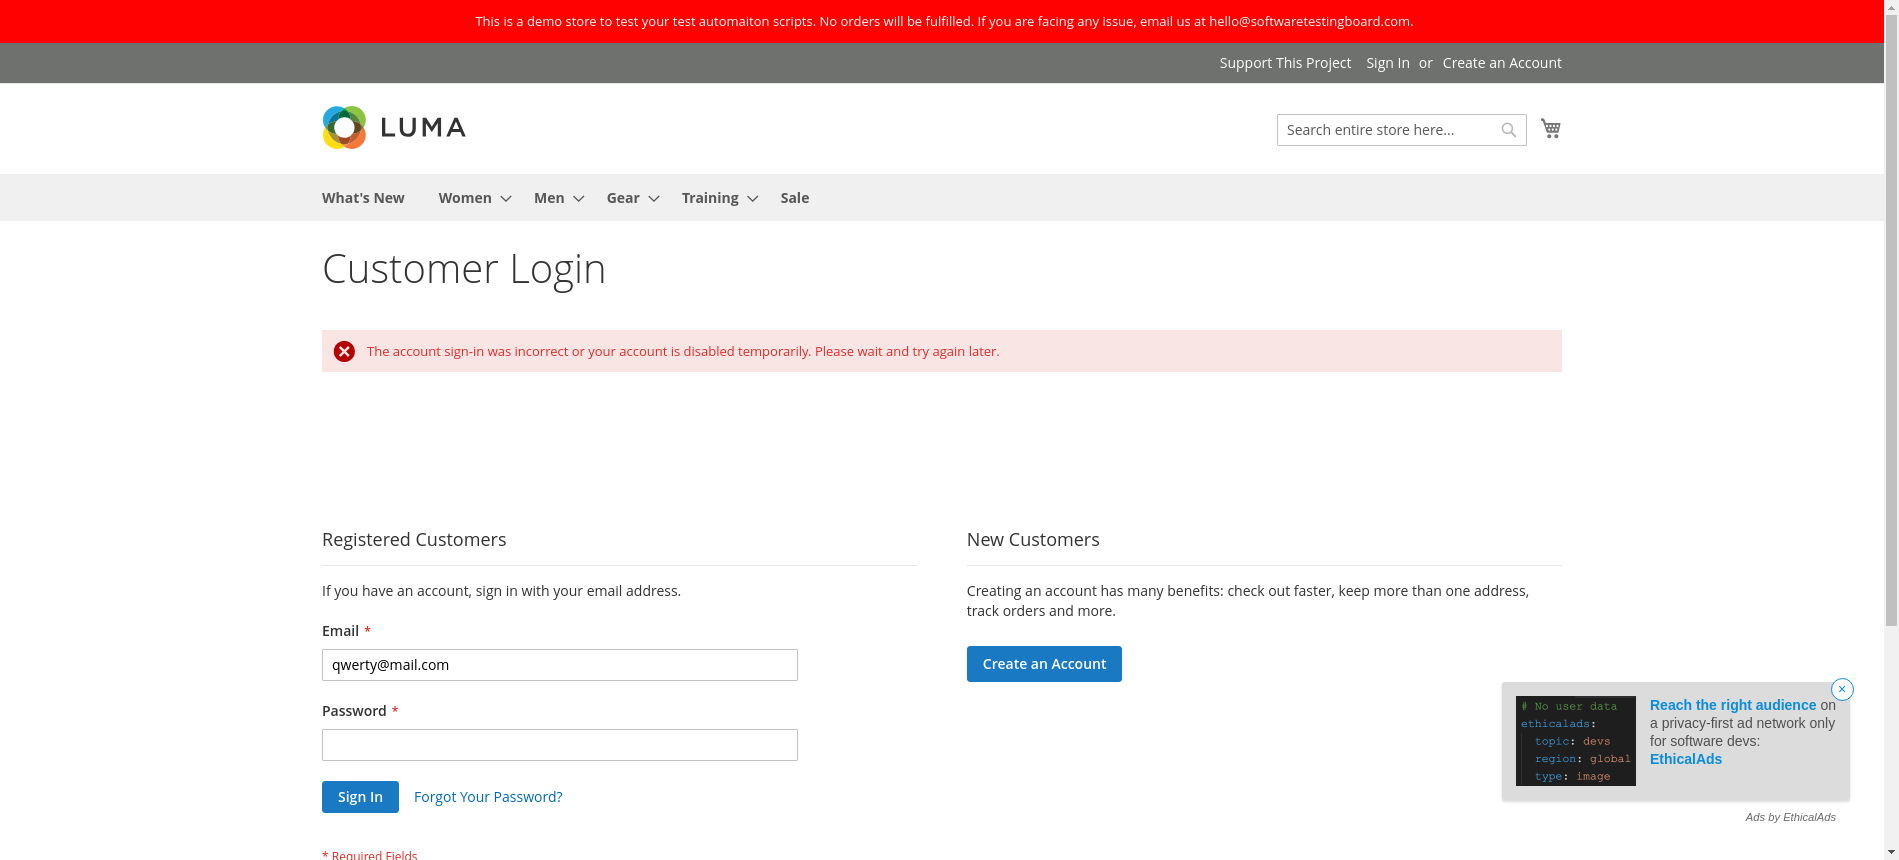 This is a demo store to test your test automaiton scripts. No orders will be fulfilled. If you are facing any issue, email us at hello@softwaretestingboard.com.
Support This Project Sign In or Create an Account
LUMA
Search entire store here...
What's New Women Men Gear Training Sale
Customer Login
The account sign-in was incorrect or your account is disabled temporarily. Please wait and try again later.
Registered Customers
If you have an account, sign in with your email address.
Email *
qwerty@mail.com
Password *
Sign In Forgot Your Password?
* Required Fields
New Customers
Creating an account has many benefits: check out faster, keep more than one address,
track orders and more.
Create an Account
# No user data
ethicalads:
topic: devs
region: global
type: image
Reach the right audience on
a privacy-first ad network only
for software devs:
EthicalAds
Ads by EthicalAds